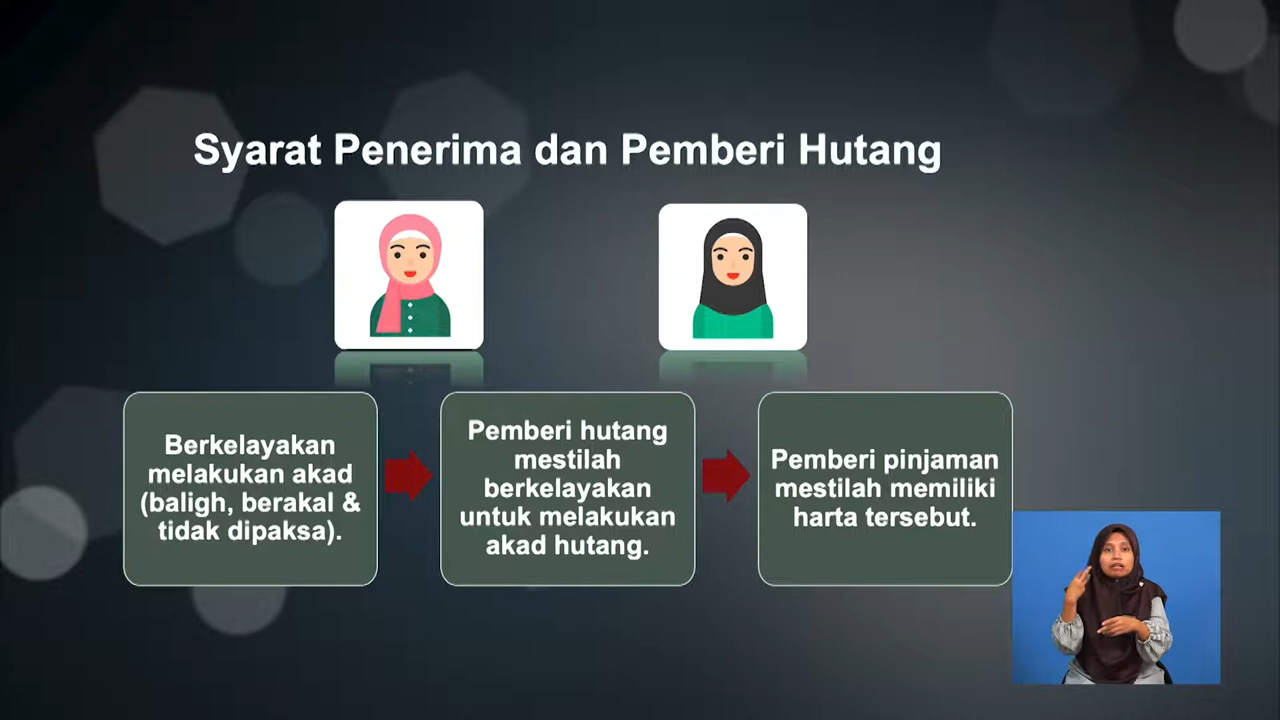 Syarat Penerima dan Pemberi Hutang
Berkelayakan
melakukan akad
(baligh, berakal &
tidak dipaksa).
Pemberi hutang
mestilah
berkelayakan
untuk melakukan
akad hutang.
Pemberi pinjaman
mestilah memiliki
harta tersebut.